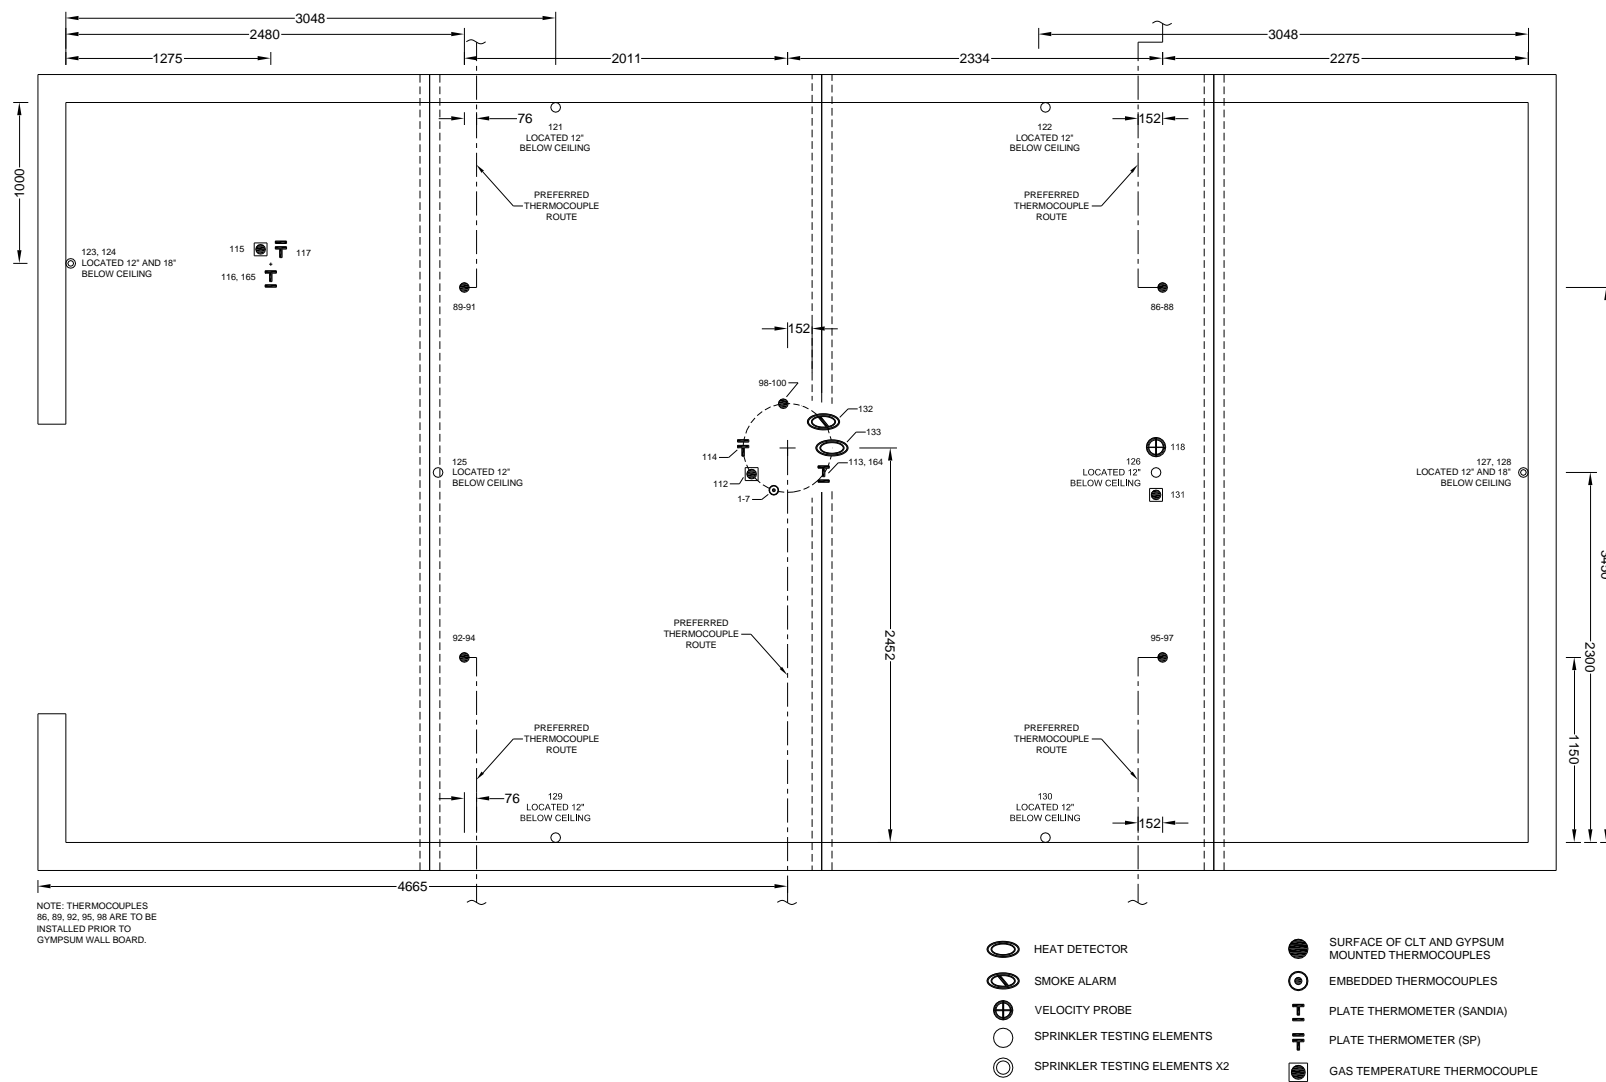 3048
2480
1275
2011
2334
3048
2275
76
152
1000
121
LOCATED 12"
BELOW CEILING
122
LOCATED 12"
BELOW CEILING
PREFERRED
THERMOCOUPLE
ROUTE
PREFERRED
THERMOCOUPLE
ROUTE
123, 124
LOCATED 12" AND 18"
BELOW CEILING
115
117
116, 165
89-91
86-88
152
98-100
132
133
114
113, 164
112
1-7
125
LOCATED 12"
BELOW CEILING
118
126
LOCATED 12"
BELOW CEILING
131
127, 128
LOCATED 12" AND 18"
BELOW CEILING
3450
2300
1150
2452
92-94
95-97
PREFERRED
THERMOCOUPLE
ROUTE
PREFERRED
THERMOCOUPLE
ROUTE
PREFERRED
THERMOCOUPLE
ROUTE
76
129
LOCATED 12"
BELOW CEILING
130
LOCATED 12"
BELOW CEILING
152
4665
NOTE: THERMOCOUPLES
86, 89, 92, 95, 98 ARE TO BE
INSTALLED PRIOR TO
GYMPSUM WALL BOARD.
HEAT DETECTOR
SMOKE ALARM
VELOCITY PROBE
SPRINKLER TESTING ELEMENTS
SPRINKLER TESTING ELEMENTS X2
SURFACE OF CLT AND GYPSUM
MOUNTED THERMOCOUPLES
EMBEDDED THERMOCOUPLES
PLATE THERMOMETER (SANDIA)
PLATE THERMOMETER (SP)
GAS TEMPERATURE THERMOCOUPLE